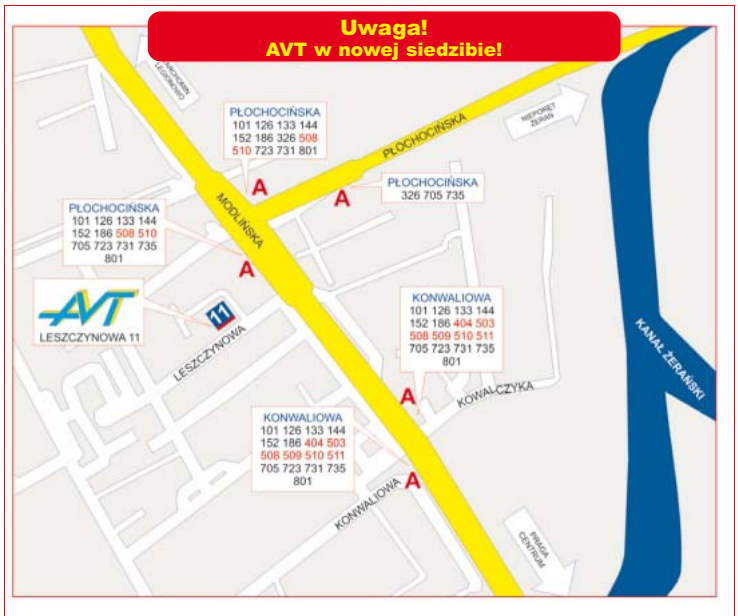 Uwaga!
AVT w nowej siedzibie!
TARCHOMIN
LEGIONOWO
PŁOCHOCIŃSKA
101 126 133 144
152 186 326 508
510 723 731 801
NIEPORĘT
ŻERAŃ
PŁOCHOCIŃSKA
PŁOCHOCIŃSKA
326 705 735
A
A
MODLIŃSKA
PŁOCHOCIŃSKA
101 126 133 144
152 186 508 510
705 723 731 735
801
A
AVT
LESZCZYNOWA 11
11
LESZCZYNOWA
KONWALIOWA
101 126 133 144
152 186 404 503
508 509 510 511
705 723 731 735
801
KANAŁ ŻERAŃSKI
A
KOWALCZYKA
KONWALIOWA
101 126 133 144
152 186 404 503
508 509 510 511
705 723 731 735
801
A
KONWALIOWA
PRAGA
CENTRUM